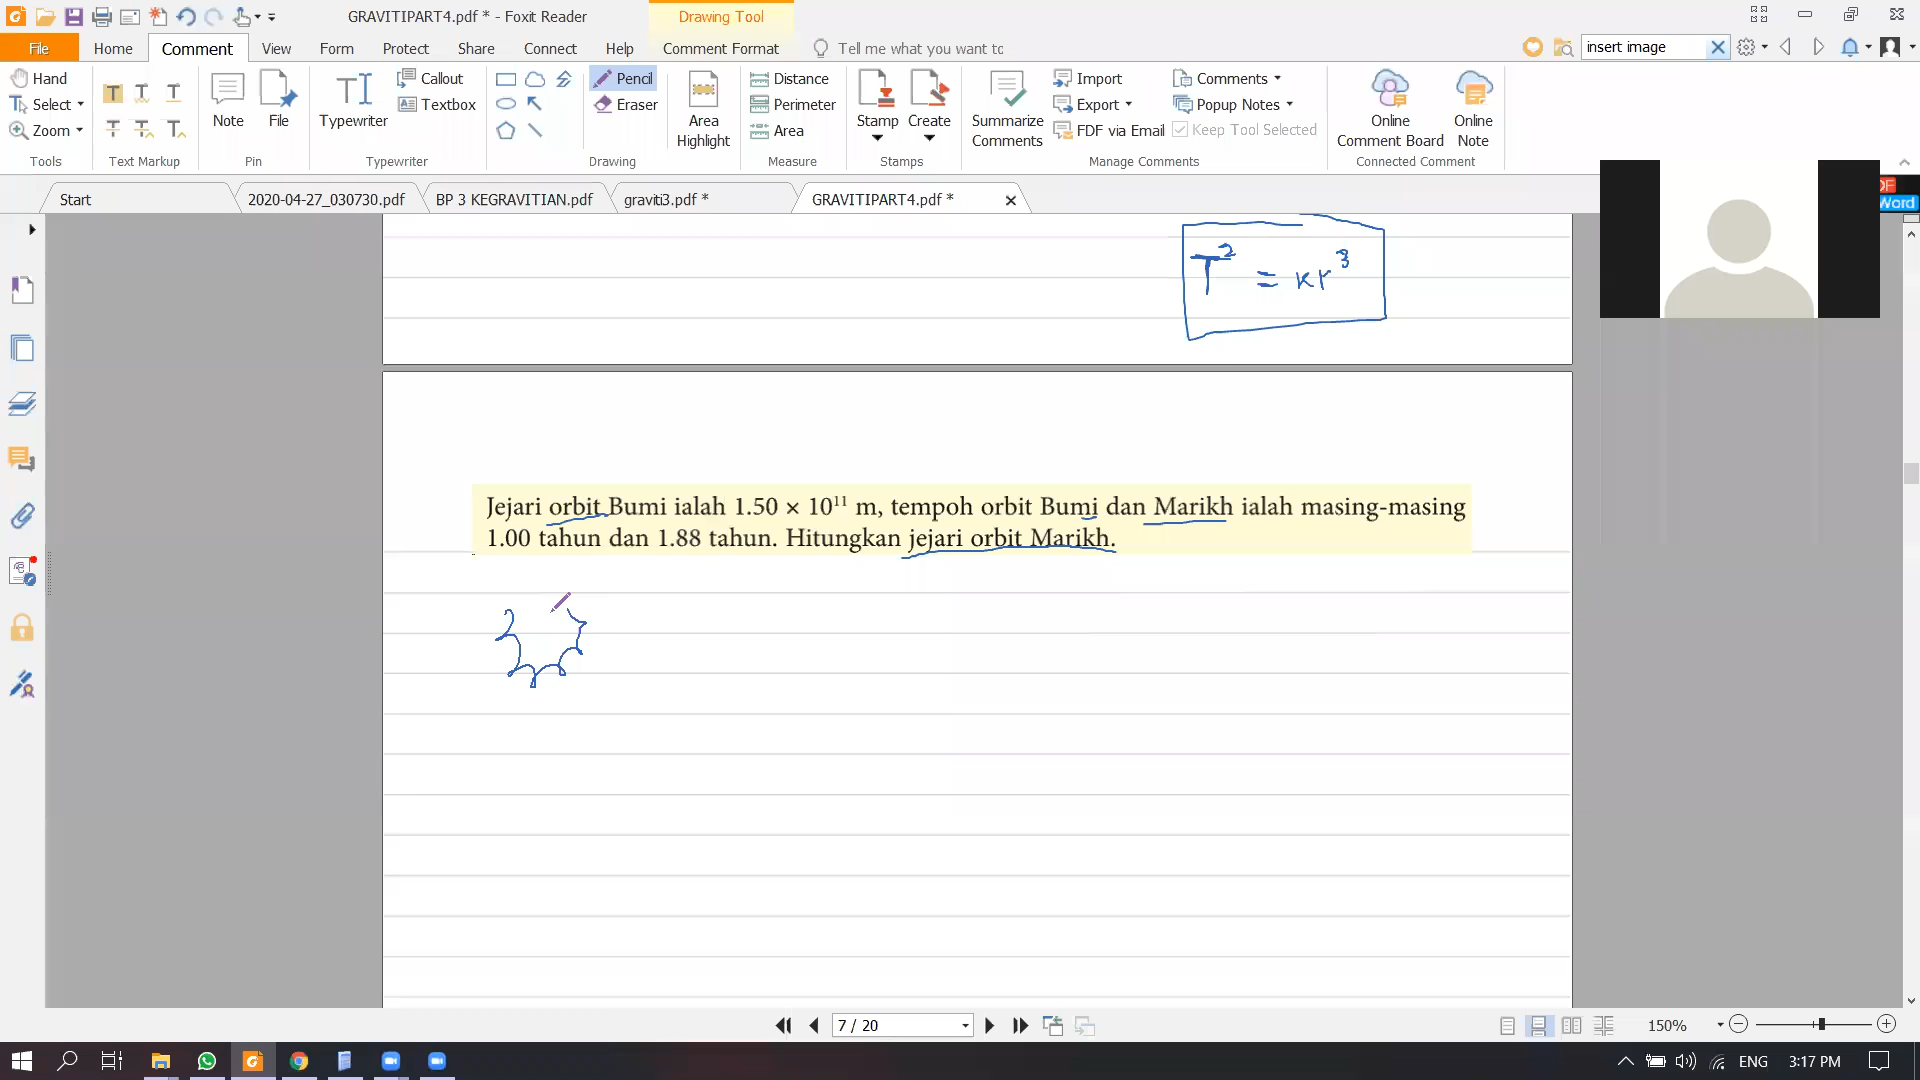 GRAVITIPART4.pdf * - Foxit Reader
Drawing Tool
File Home Comment View Form Protect Share Connect Help Comment Format Tell me what you want to
insert image
Hand
Select
Zoom
Tools
Text Markup
Note
File
Pin
Typewriter
Callout
Textbox
Typewriter
Pencil
Eraser
Drawing
Area
Highlight
Distance
Perimeter
Area
Measure
Stamp
Create
Stamps
Summarize
Comments
Import
Export
FDF via Email
Comments
Popup Notes
Keep Tool Selected
Manage Comments
Online
Comment Board
Online
Note
Connected Comment
Start 2020-04-27_030730.pdf BP 3 KEGRAVITIAN.pdf graviti3.pdf * GRAVITIPART4.pdf *
DF
Word
T² = kr³
Jejari orbit Bumi ialah 1.50 × 10¹¹ m, tempoh orbit Bumi dan Marikh ialah masing-masing
1.00 tahun dan 1.88 tahun. Hitungkan jejari orbit Marikh.
7 / 20
150%
ENG 3:17 PM